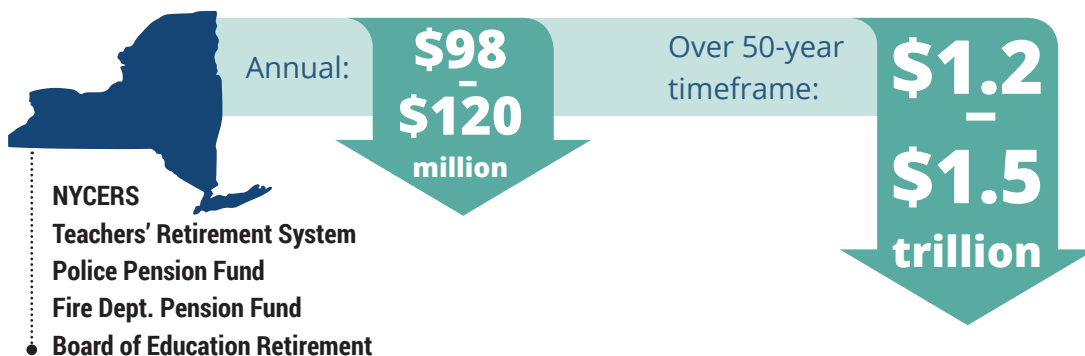 Annual:
$98
–
$120
million
Over 50-year
timeframe:
$1.2
–
$1.5
trillion
NYCERS
Teachers’ Retirement System
Police Pension Fund
Fire Dept. Pension Fund
Board of Education Retirement